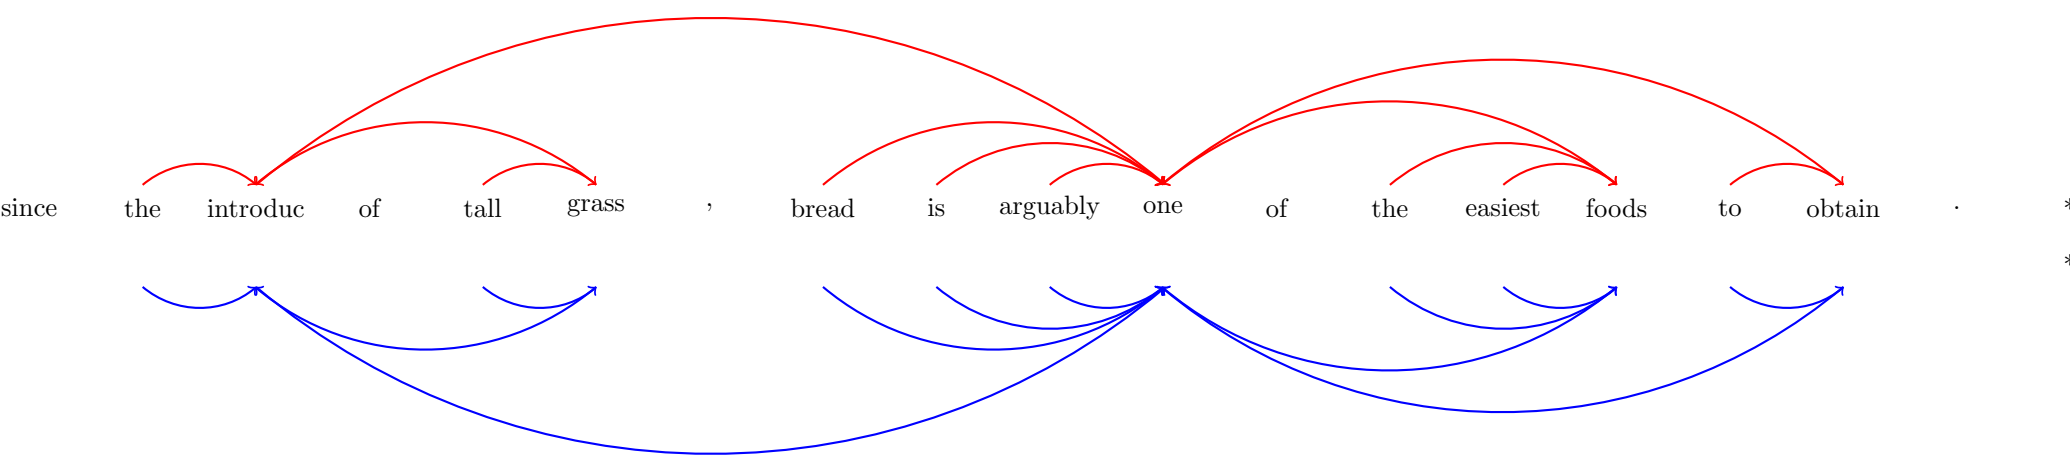 since the introduc of tall grass , bread is arguably one of the easiest foods to obtain . *
*